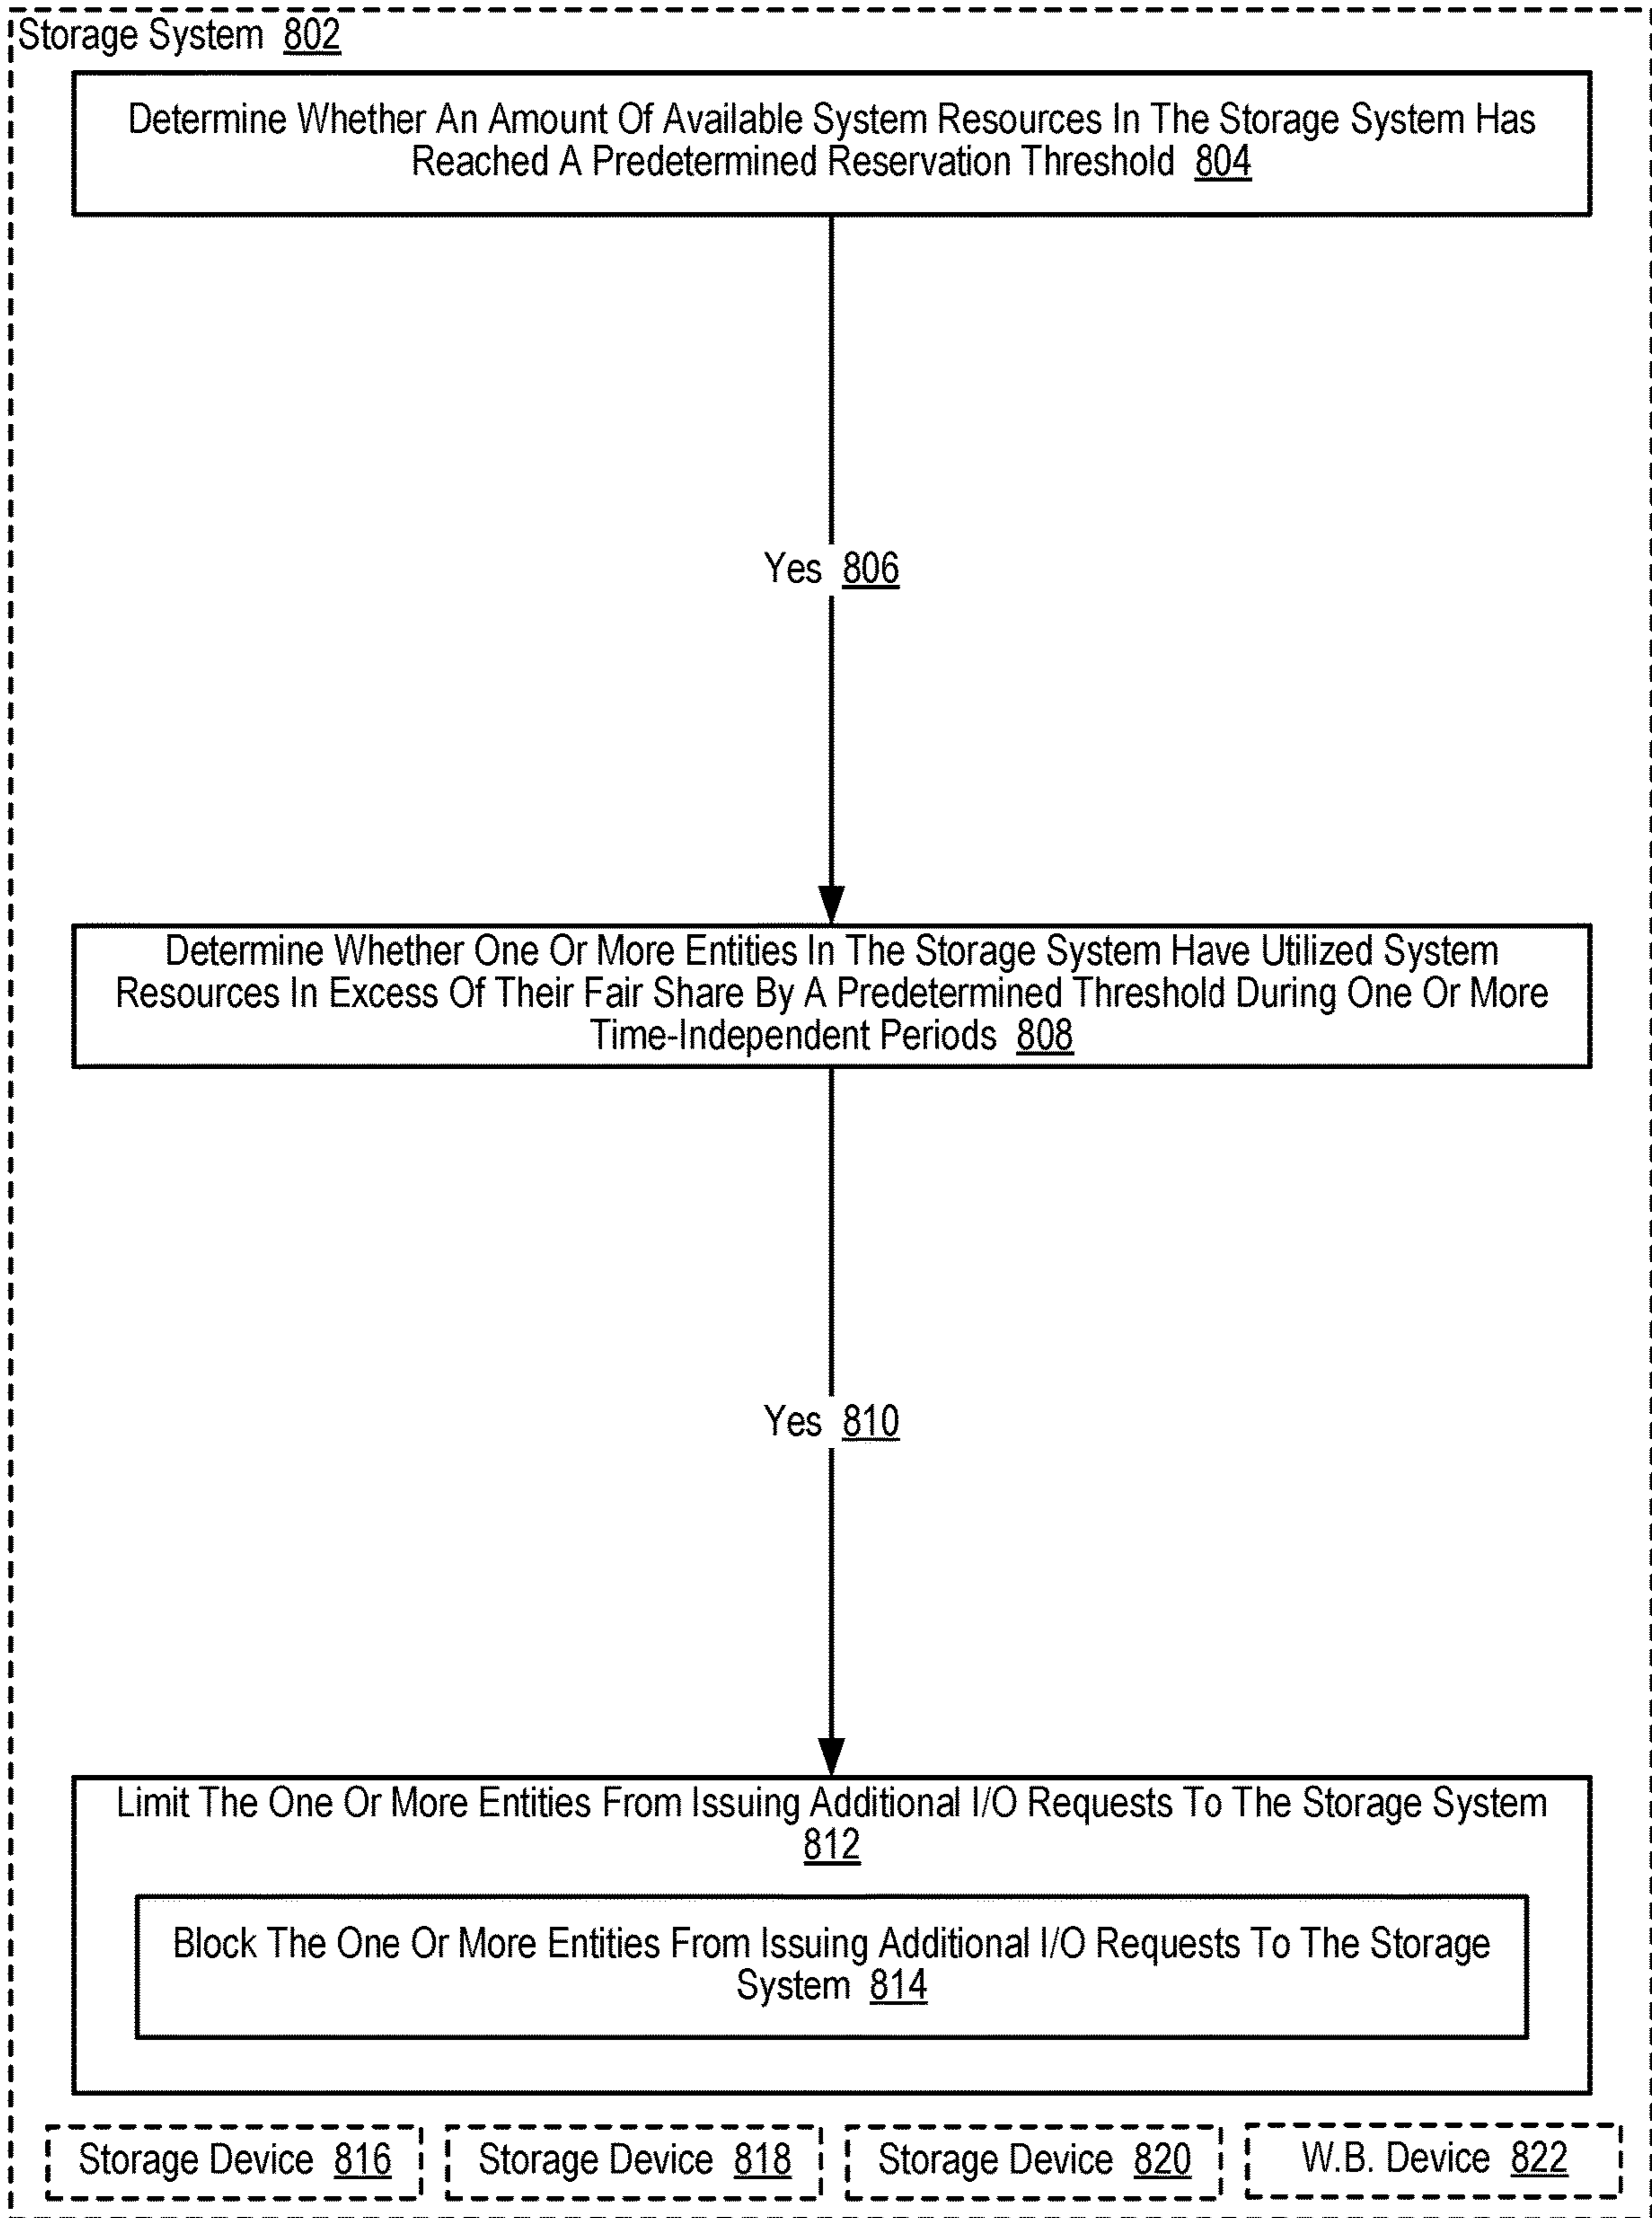 Storage System 802
Determine Whether An Amount Of Available System Resources In The Storage System Has
Reached A Predetermined Reservation Threshold 804
Yes 806
Determine Whether One Or More Entities In The Storage System Have Utilized System
Resources In Excess Of Their Fair Share By A Predetermined Threshold During One Or More
Time-Independent Periods 808
Yes 810
Limit The One Or More Entities From Issuing Additional I/O Requests To The Storage System
812
Block The One Or More Entities From Issuing Additional I/O Requests To The Storage
System 814
Storage Device 816
Storage Device 818
Storage Device 820
W.B. Device 822